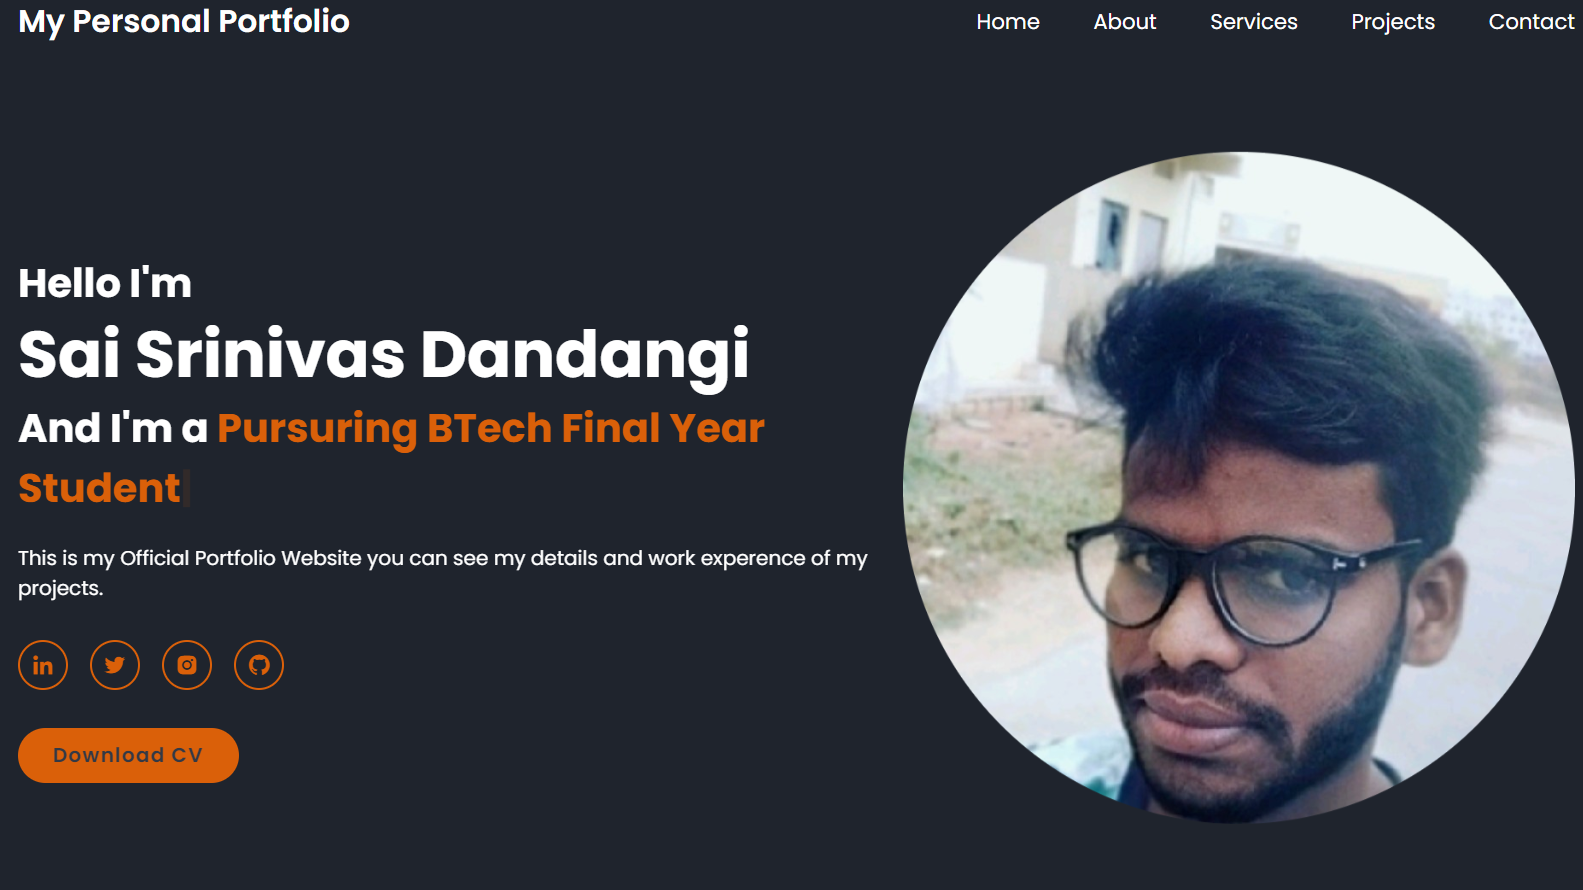 My Personal Portfolio
Home About Services Projects Contact
Hello I'm
Sai Srinivas Dandangi
And I'm a Pursuring BTech Final Year
Student
This is my Official Portfolio Website you can see my details and work experence of my
projects.
in
Download CV